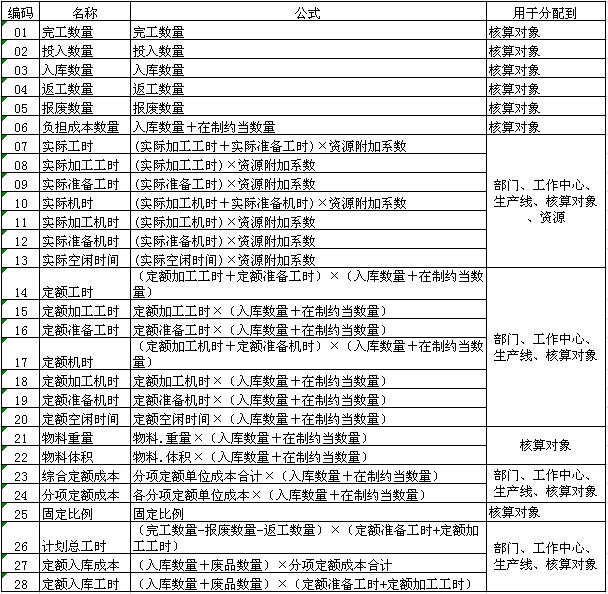 编码 名称 公式 用于分配到
01 完工数量 完工数量 核算对象
02 投入数量 投入数量 核算对象
03 入库数量 入库数量 核算对象
04 返工数量 返工数量 核算对象
05 报废数量 报废数量 核算对象
06 负担成本数量 入库数量+在制约当数量 核算对象
07 实际工时 (实际加工工时+实际准备工时)×资源附加系数
08 实际加工工时 (实际加工工时)×资源附加系数
09 实际准备工时 (实际准备工时)×资源附加系数
10 实际机时 (实际加工机时+实际准备工时)×资源附加系数
11 实际加工机时 (实际加工机时)×资源附加系数
12 实际准备机时 (实际准备机时)×资源附加系数
13 实际空闲时间 (实际空闲时间)×资源附加系数
部门、工作中心、
生产线、核算对象
、资源
14 定额工时 (定额加工工时+定额准备工时)×(入库数量+在制约当数
量)
15 定额加工工时 定额加工工时×(入库数量+在制约当数量)
16 定额准备工时 定额准备工时×(入库数量+在制约当数量)
17 定额机时 (定额加工机时+定额准备机时)×(入库数量+在制约当数量
)
18 定额加工机时 定额加工机时×(入库数量+在制约当数量)
19 定额准备机时 定额准备机时×(入库数量+在制约当数量)
20 定额空闲时间 定额空闲时间×(入库数量+在制约当数量)
部门、工作中心、
生产线、核算对象
21 物料重量 物料.重量×(入库数量+在制约当数量)
22 物料体积 物料.体积×(入库数量+在制约当数量)
核算对象
23 综合定额成本 分项定额单位成本合计×(入库数量+在制约当数量)
24 分项定额成本 各分项定额单位成本×(入库数量+在制约当数量)
部门、工作中心、
生产线、核算对象
25 固定比例 固定比例 核算对象
26 计划总工时 (完工数量-报废数量-返工数量)×(定额准备工时+定额加
工工时)
27 定额入库成本 (入库数量+废品数量)×分项定额成本合计
28 定额入库工时 (入库数量+废品数量)×(定额准备工时+定额加工工时)
部门、工作中心、
生产线、核算对象